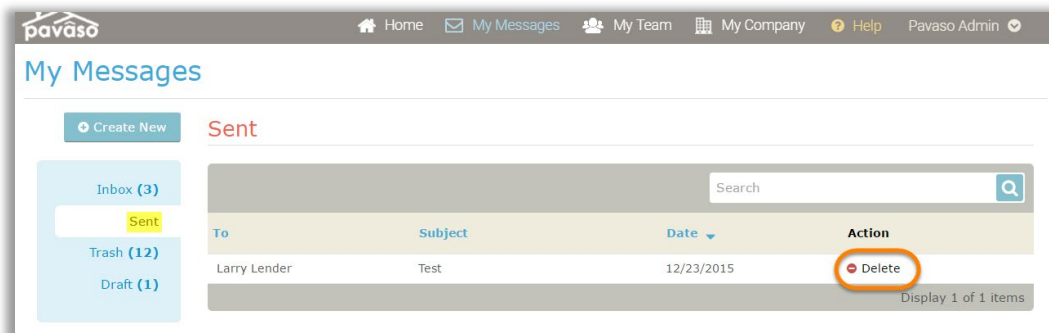 pavāso
Home My Messages My Team My Company Help Pavaso Admin
My Messages
Create New
Sent
Inbox (3)
Sent
Trash (12)
Draft (1)
Search
To Subject Date Action
Larry Lender Test 12/23/2015 Delete
Display 1 of 1 items